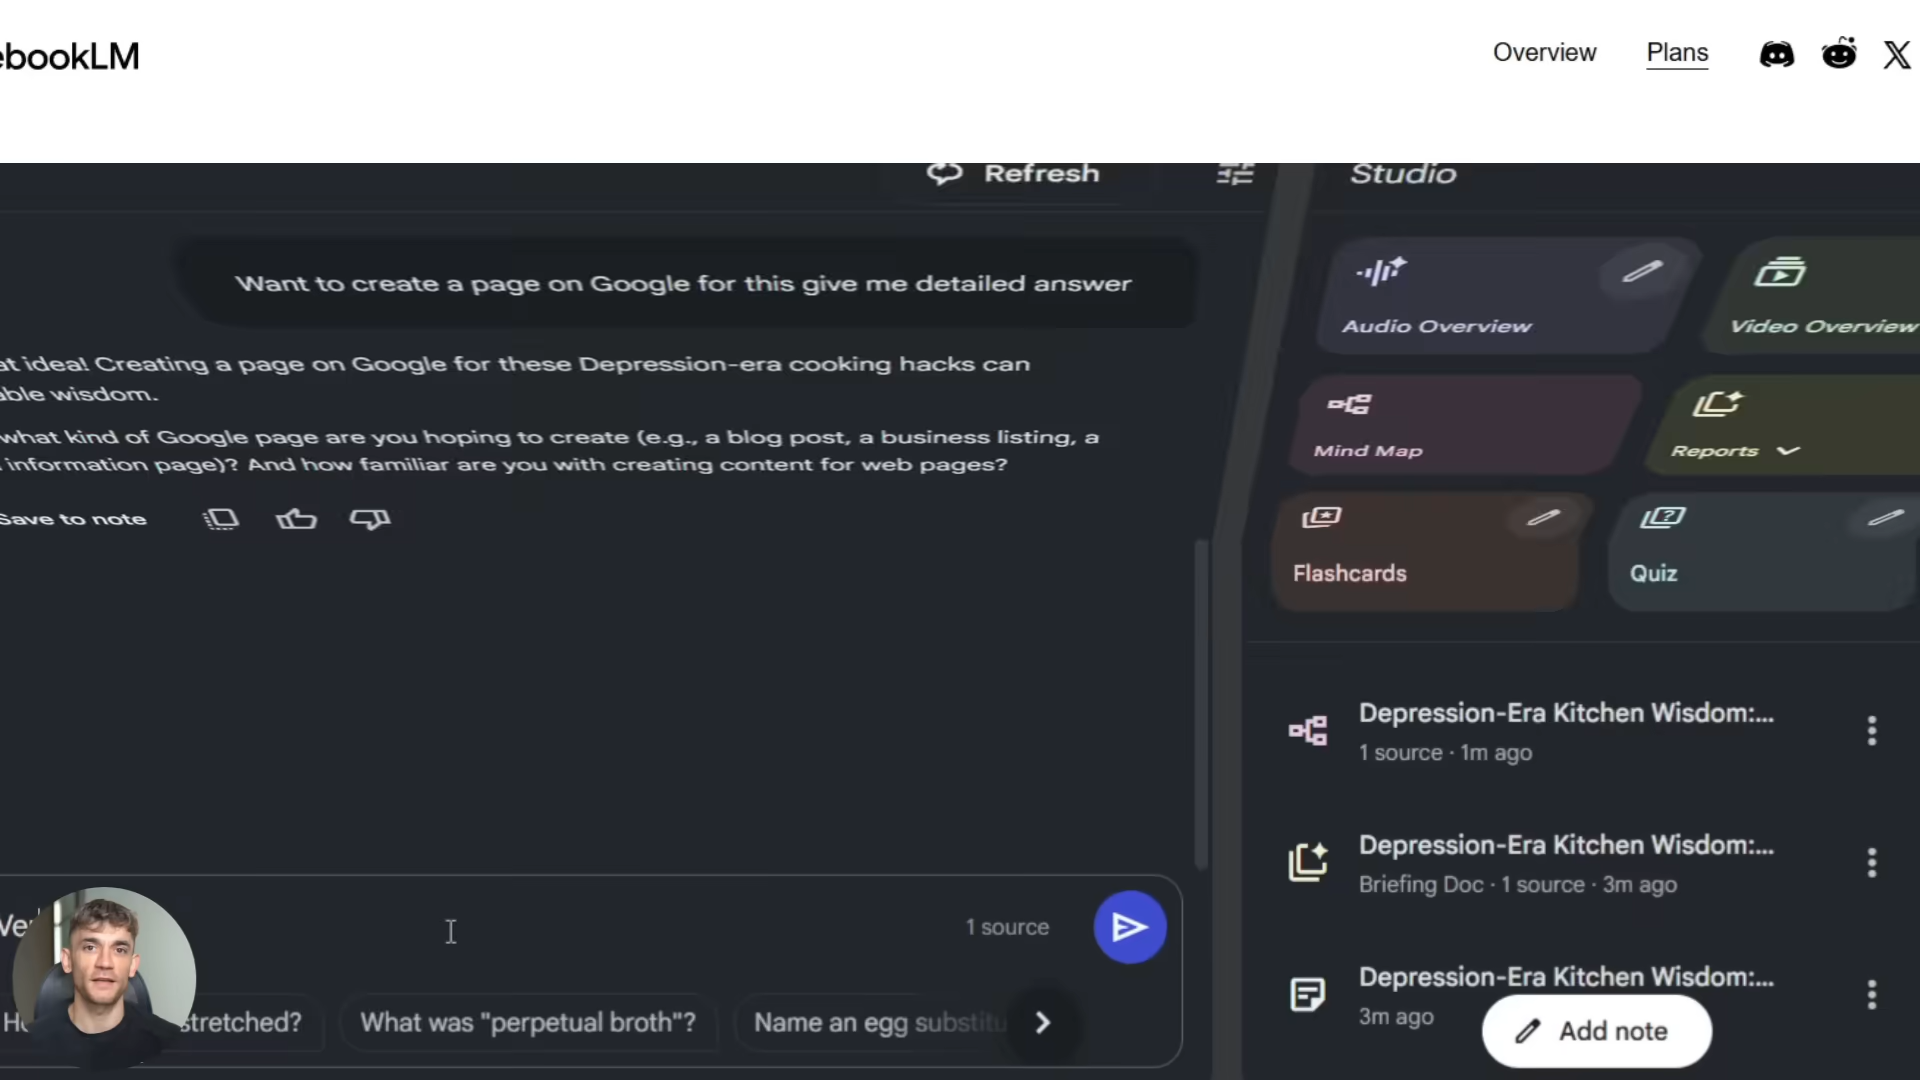 ebookLM
Overview
Plans
Refresh
Studio
Want to create a page on Google for this give me detailed answer
at idea! Creating a page on Google for these Depression-era cooking hacks can
able wisdom.
what kind of Google page are you hoping to create (e.g., a blog post, a business listing, a
information page)? And how familiar are you with creating content for web pages?
Save to note
Audio Overview
Video Overview
Mind Map
Reports
Flashcards
Quiz
Depression-Era Kitchen Wisdom:...
1 source · 1m ago
Depression-Era Kitchen Wisdom:...
Briefing Doc · 1 source · 3m ago
Depression-Era Kitchen Wisdom:...
3m ago
Add note
1 source
stretched?
What was "perpetual broth"?
Name an egg substitu